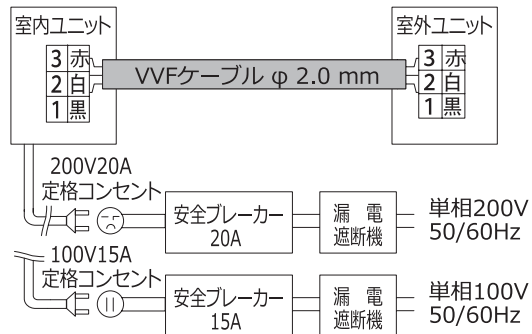 室内ユニット
室外ユニット
3 赤
2 白
1 黒
VVFケーブル φ 2.0 mm
3 赤
2 白
1 黒
200V20A
定格コンセント
安全ブレーカー
20A
漏電
遮断機
単相200V
50/60Hz
100V15A
定格コンセント
安全ブレーカー
15A
漏電
遮断機
単相100V
50/60Hz